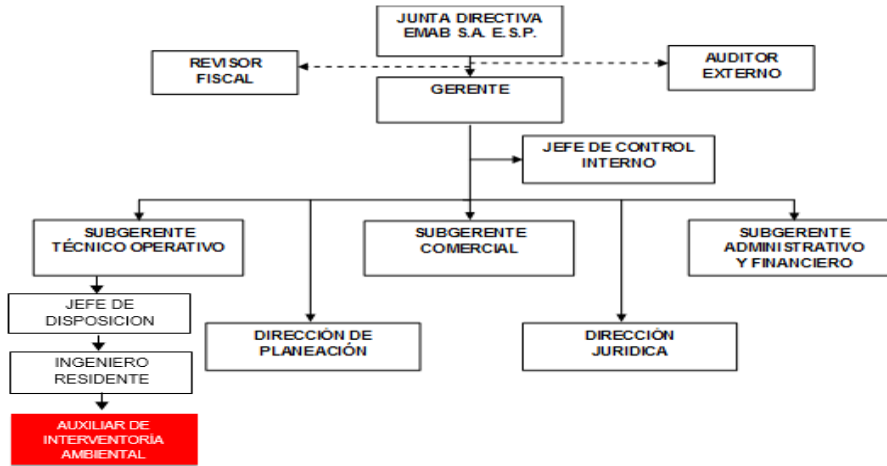 JUNTA DIRECTIVA
EMAB S.A. E.S.P.
REVISOR
FISCAL
AUDITOR
EXTERNO
GERENTE
JEFE DE CONTROL
INTERNO
SUBGERENTE
TÉCNICO OPERATIVO
SUBGERENTE
COMERCIAL
SUBGERENTE
ADMINISTRATIVO
Y FINANCIERO
JEFE DE
DISPOSICION
DIRECCIÓN DE
PLANEACIÓN
DIRECCIÓN
JURIDICA
INGENIERO
RESIDENTE
AUXILIAR DE
INTERVENTORÌA
AMBIENTAL